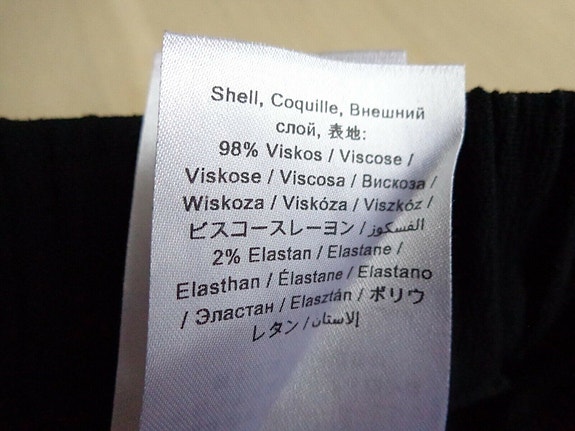 Shell, Coquille, Внешний
слой, 表地:
98% Viskos / Viscose /
Viskose / Viscosa / Вискоза /
Wiskoza / Viskóza / Viszkóz /
ビスコースレーヨン / الفسكوز
2% Elastan / Elastane /
Elasthan / Élastane / Elastano
/ Эластан / Elasztán / ポリウ
レタン / إلاستان